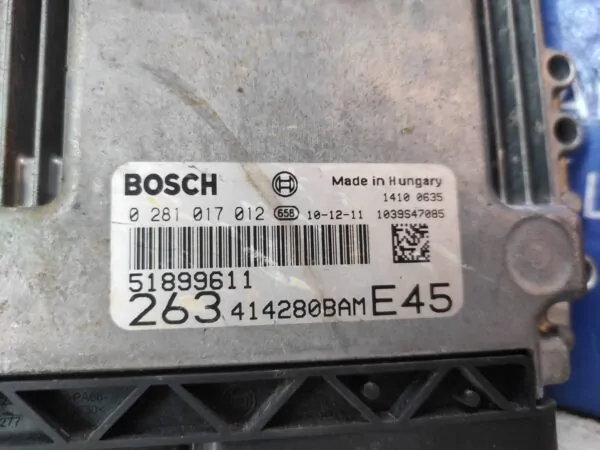 BOSCH
Made in Hungary
1410 0635
0 281 017 012 658 10-12-11 1039S47085
51899611
263 414280BAM E45